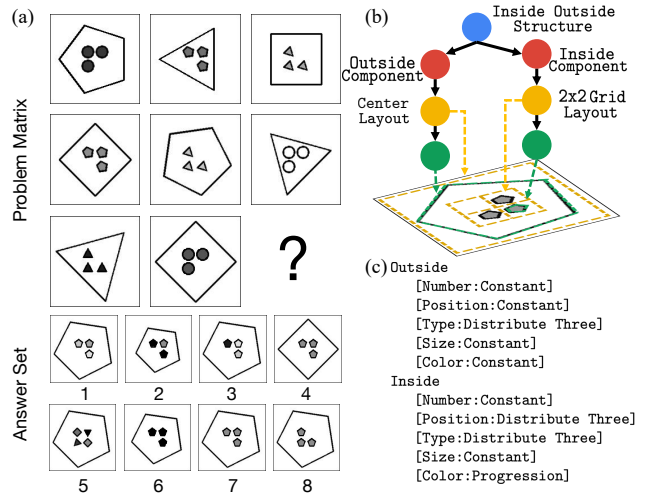 (a)
Problem Matrix
?
Answer Set
1 2 3 4
5 6 7 8
(b)
Inside Outside
Structure
Outside
Component
Inside
Component
Center
Layout
2x2 Grid
Layout
(c)
Outside
[Number:Constant]
[Position:Constant]
[Type:Distribute Three]
[Size:Constant]
[Color:Constant]
Inside
[Number:Constant]
[Position:Distribute Three]
[Type:Distribute Three]
[Size:Constant]
[Color:Progression]